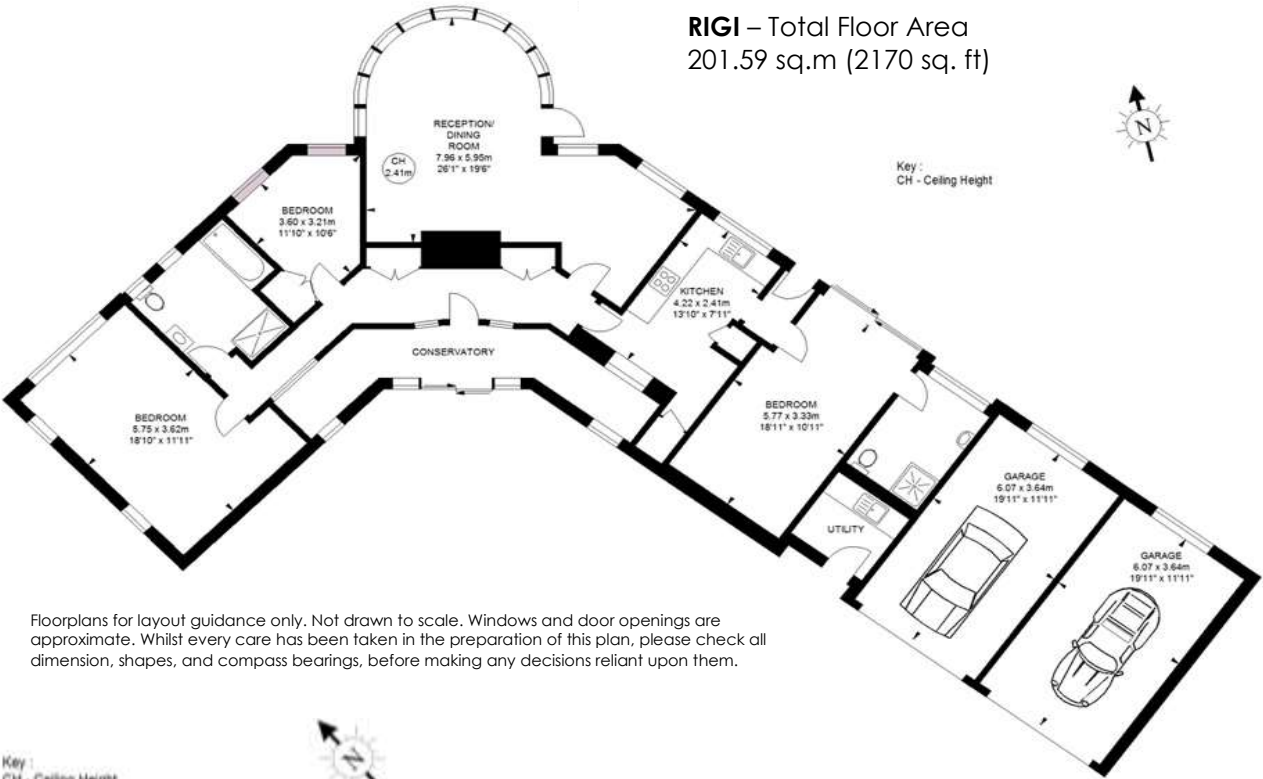 RIGI – Total Floor Area
201.59 sq.m (2170 sq. ft)
N
Key :
CH - Ceiling Height
RECEPTION/
DINING
ROOM
7.96 x 5.95m
26'1" x 19'6"
CH
2.41m
BEDROOM
3.60 x 3.21m
11'10" x 10'6"
KITCHEN
4.22 x 2.41m
13'10" x 7'11"
CONSERVATORY
BEDROOM
5.75 x 3.62m
18'10" x 11'11"
BEDROOM
5.77 x 3.33m
18'11" x 10'11"
GARAGE
6.07 x 3.64m
19'11" x 11'11"
UTILITY
GARAGE
6.07 x 3.64m
19'11" x 11'11"
Floorplans for layout guidance only. Not drawn to scale. Windows and door openings are
approximate. Whilst every care has been taken in the preparation of this plan, please check all
dimension, shapes, and compass bearings, before making any decisions reliant upon them.
N
Key :
CH - Ceiling Height